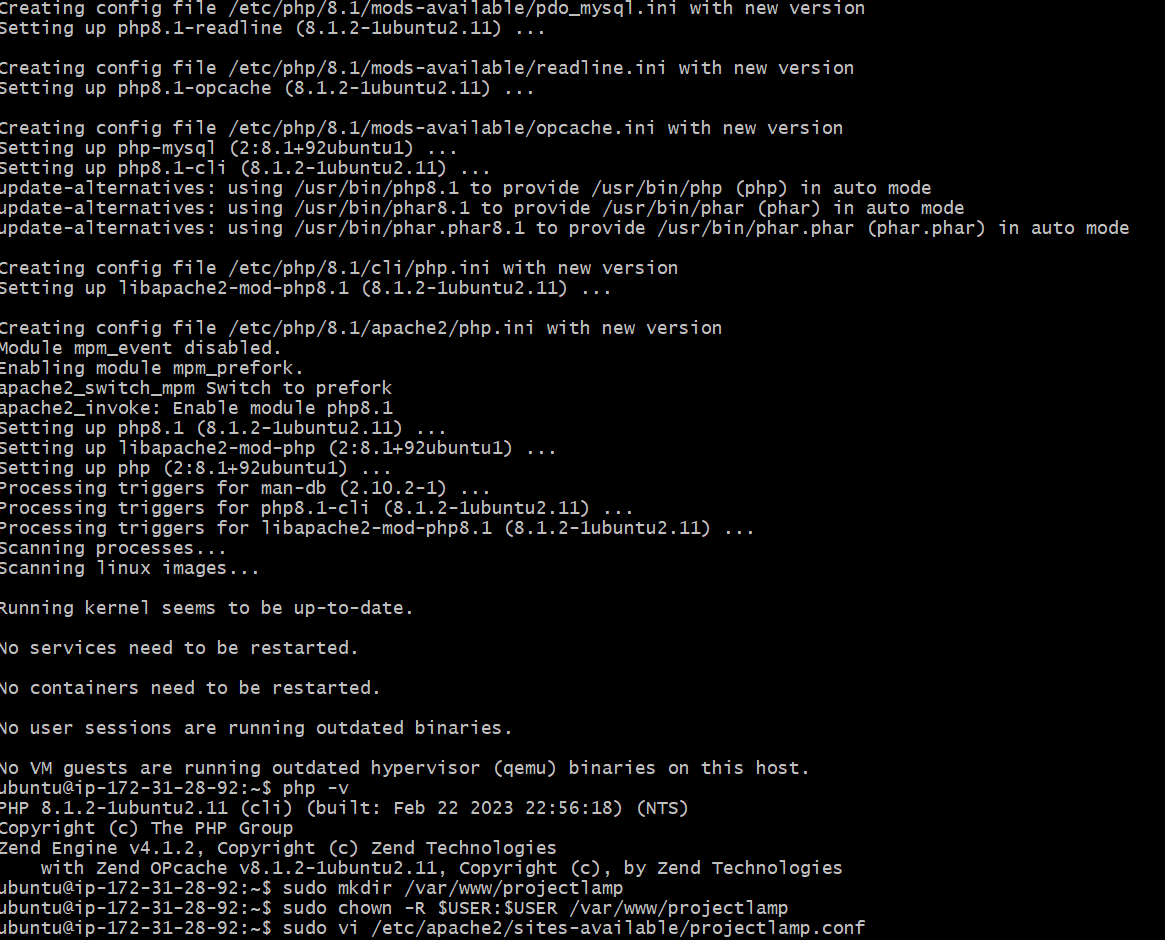 Creating config file /etc/php/8.1/mods-available/pdo_mysql.ini with new version
Setting up php8.1-readline (8.1.2-1ubuntu2.11) ...
Creating config file /etc/php/8.1/mods-available/readline.ini with new version
Setting up php8.1-opcache (8.1.2-1ubuntu2.11) ...
Creating config file /etc/php/8.1/mods-available/opcache.ini with new version
Setting up php-mysql (2:8.1+92ubuntu1) ...
Setting up php8.1-cli (8.1.2-1ubuntu2.11) ...
update-alternatives: using /usr/bin/php8.1 to provide /usr/bin/php (php) in auto mode
update-alternatives: using /usr/bin/phar8.1 to provide /usr/bin/phar (phar) in auto mode
update-alternatives: using /usr/bin/phar.phar8.1 to provide /usr/bin/phar.phar (phar.phar) in auto mode
Creating config file /etc/php/8.1/cli/php.ini with new version
Setting up libapache2-mod-php8.1 (8.1.2-1ubuntu2.11) ...
Creating config file /etc/php/8.1/apache2/php.ini with new version
Module mpm_event disabled.
Enabling module mpm_prefork.
apache2_switch_mpm Switch to prefork
apache2_invoke: Enable module php8.1
Setting up php8.1 (8.1.2-1ubuntu2.11) ...
Setting up libapache2-mod-php (2:8.1+92ubuntu1) ...
Setting up php (2:8.1+92ubuntu1) ...
Processing triggers for man-db (2.10.2-1) ...
Processing triggers for php8.1-cli (8.1.2-1ubuntu2.11) ...
Processing triggers for libapache2-mod-php8.1 (8.1.2-1ubuntu2.11) ...
Scanning processes...
Scanning linux images...
Running kernel seems to be up-to-date.
No services need to be restarted.
No containers need to be restarted.
No user sessions are running outdated binaries.
No VM guests are running outdated hypervisor (qemu) binaries on this host.
ubuntu@ip-172-31-28-92:~$ php -v
PHP 8.1.2-1ubuntu2.11 (cli) (built: Feb 22 2023 22:56:18) (NTS)
Copyright (c) The PHP Group
Zend Engine v4.1.2, Copyright (c) Zend Technologies
    with Zend OPcache v8.1.2-1ubuntu2.11, Copyright (c), by Zend Technologies
ubuntu@ip-172-31-28-92:~$ sudo mkdir /var/www/projectlamp
ubuntu@ip-172-31-28-92:~$ sudo chown -R $USER:$USER /var/www/projectlamp
ubuntu@ip-172-31-28-92:~$ sudo vi /etc/apache2/sites-available/projectlamp.conf